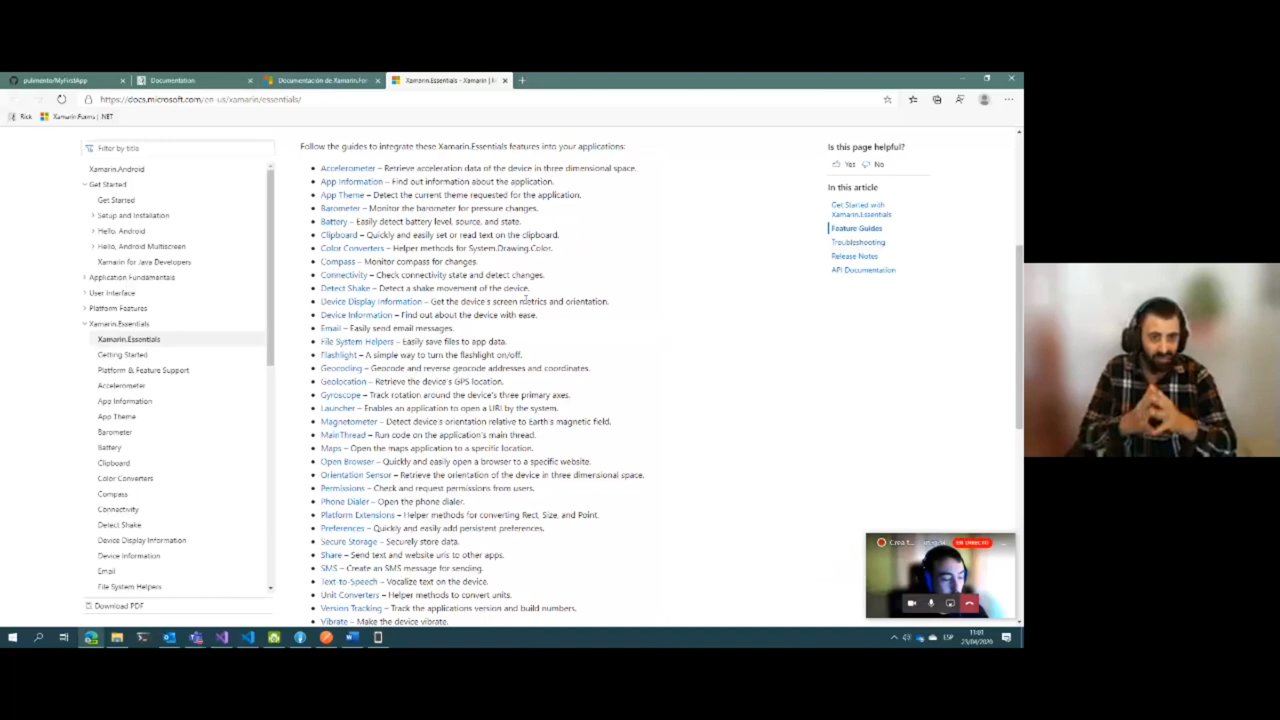 pulimento/MyFirstApp
Documentation
Documentación de Xamarin.For
Xamarin.Essentials - Xamarin |
https://docs.microsoft.com/en-us/xamarin/essentials/
Rick
Xamarin.Forms | .NET
Filter by title
Xamarin.Android
Get Started
Get Started
Setup and Installation
Hello, Android
Hello, Android Multiscreen
Xamarin for Java Developers
Application Fundamentals
User Interface
Platform Features
Xamarin.Essentials
Xamarin.Essentials
Getting Started
Platform & Feature Support
Accelerometer
App Information
App Theme
Barometer
Battery
Clipboard
Color Converters
Compass
Connectivity
Detect Shake
Device Display Information
Device Information
Email
File System Helpers
Download PDF
Follow the guides to integrate these Xamarin.Essentials features into your applications:
• Accelerometer – Retrieve acceleration data of the device in three dimensional space.
• App Information – Find out information about the application.
• App Theme – Detect the current theme requested for the application.
• Barometer – Monitor the barometer for pressure changes.
• Battery – Easily detect battery level, source, and state.
• Clipboard – Quickly and easily set or read text on the clipboard.
• Color Converters – Helper methods for System.Drawing.Color.
• Compass – Monitor compass for changes.
• Connectivity – Check connectivity state and detect changes.
• Detect Shake – Detect a shake movement of the device.
• Device Display Information – Get the device's screen metrics and orientation.
• Device Information – Find out about the device with ease.
• Email – Easily send email messages.
• File System Helpers – Easily save files to app data.
• Flashlight – A simple way to turn the flashlight on/off.
• Geocoding – Geocode and reverse geocode addresses and coordinates.
• Geolocation – Retrieve the device's GPS location.
• Gyroscope – Track rotation around the device's three primary axes.
• Launcher – Enables an application to open a URI by the system.
• Magnetometer – Detect device's orientation relative to Earth's magnetic field.
• MainThread – Run code on the application's main thread.
• Maps – Open the maps application to a specific location.
• Open Browser – Quickly and easily open a browser to a specific website.
• Orientation Sensor – Retrieve the orientation of the device in three dimensional space.
• Permissions – Check and request permissions from users.
• Phone Dialer – Open the phone dialer.
• Platform Extensions – Helper methods for converting Rect, Size, and Point.
• Preferences – Quickly and easily add persistent preferences.
• Secure Storage – Securely store data.
• Share – Send text and website uris to other apps.
• SMS – Create an SMS message for sending.
• Text-to-Speech – Vocalize text on the device.
• Unit Converters – Helper methods to convert units.
• Version Tracking – Track the applications version and build numbers.
• Vibrate – Make the device vibrate.
Is this page helpful?
Yes No
In this article
Get Started with
Xamarin.Essentials
Feature Guides
Troubleshooting
Release Notes
API Documentation
EN DIRECTO
ESP
11:01
25/04/2020